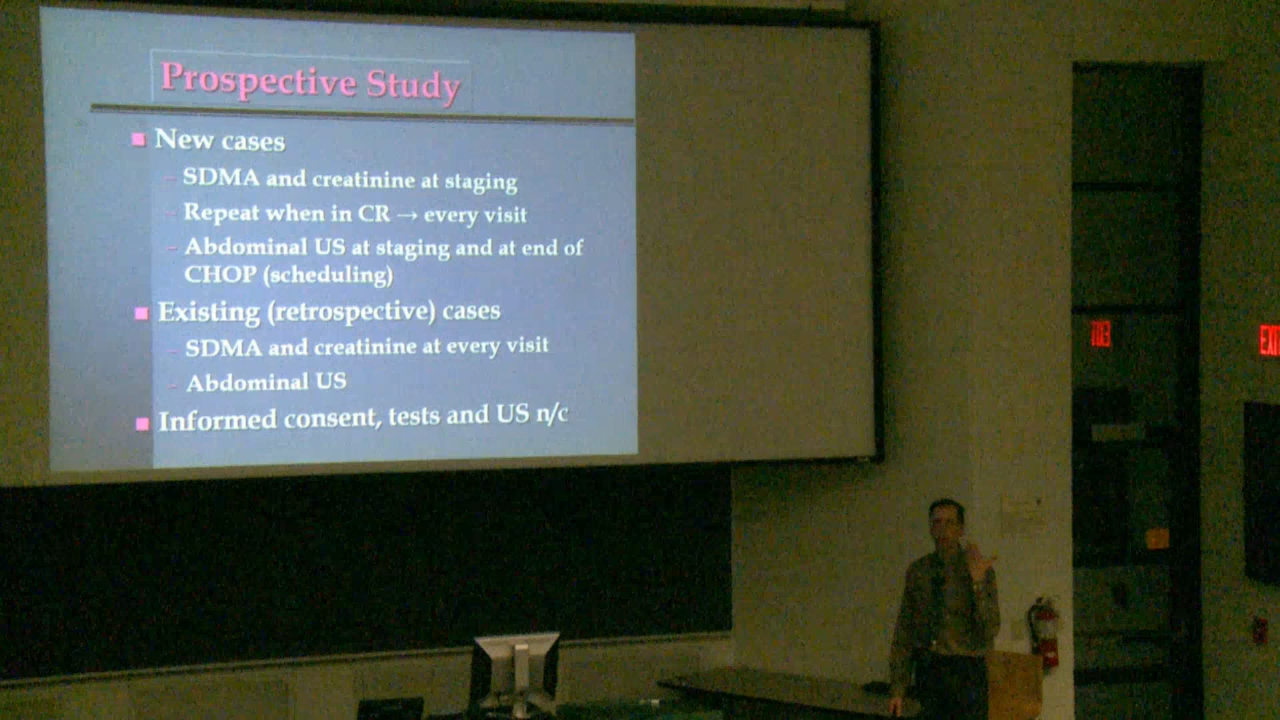 Prospective Study
New cases
- SDMA and creatinine at staging
- Repeat when in CR → every visit
- Abdominal US at staging and at end of
CHOP (scheduling)
Existing (retrospective) cases
- SDMA and creatinine at every visit
- Abdominal US
Informed consent, tests and US n/c
EXI